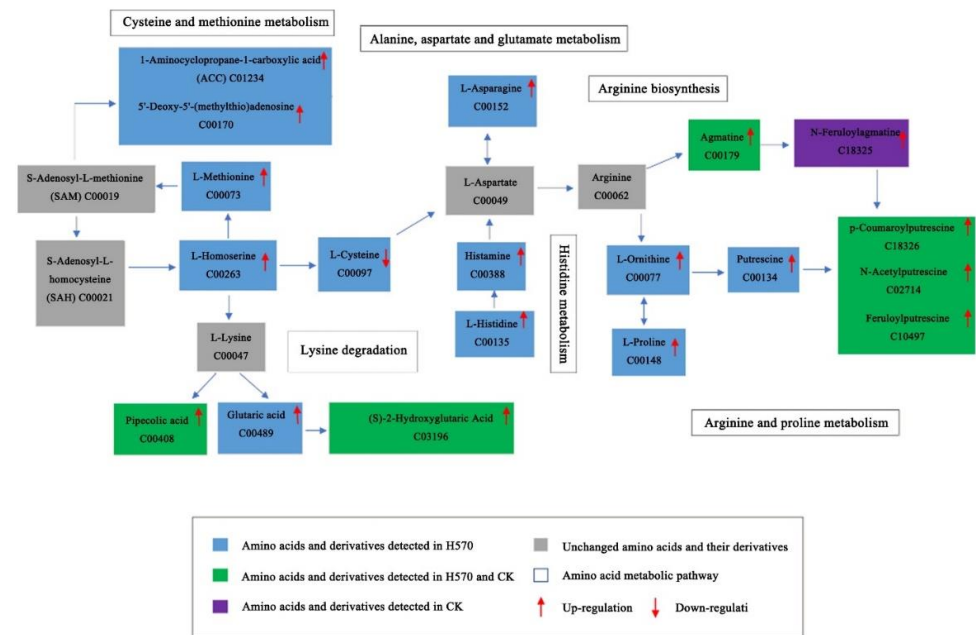 Cysteine and methionine metabolism
Alanine, aspartate and glutamate metabolism
1-Aminocyclopropane-1-carboxylic acid
(ACC) C01234
5'-Deoxy-5'-(methylthio)adenosine
C00170
L-Asparagine
C00152
Arginine biosynthesis
Agmatine
C00179
N-Feruloylagmatine
C18325
S-Adenosyl-L-methionine
(SAM) C00019
L-Methionine
C00073
L-Aspartate
C00049
Arginine
C00062
S-Adenosyl-L-
homocysteine
(SAH) C00021
L-Homoserine
C00263
L-Cysteine
C00097
Histamine
C00388
L-Histidine
C00135
Histidine metabolism
L-Ornithine
C00077
Putrescine
C00134
p-Coumaroylputrescine
C18326
N-Acetylputrescine
C02714
Feruloylputrescine
C10497
L-Proline
C00148
L-Lysine
C00047
Lysine degradation
Pipecolic acid
C00408
Glutaric acid
C00489
(S)-2-Hydroxyglutaric Acid
C03196
Arginine and proline metabolism
Amino acids and derivatives detected in H570
Unchanged amino acids and their derivatives
Amino acids and derivatives detected in H570 and CK
Amino acid metabolic pathway
Amino acids and derivatives detected in CK
Up-regulation
Down-regulati